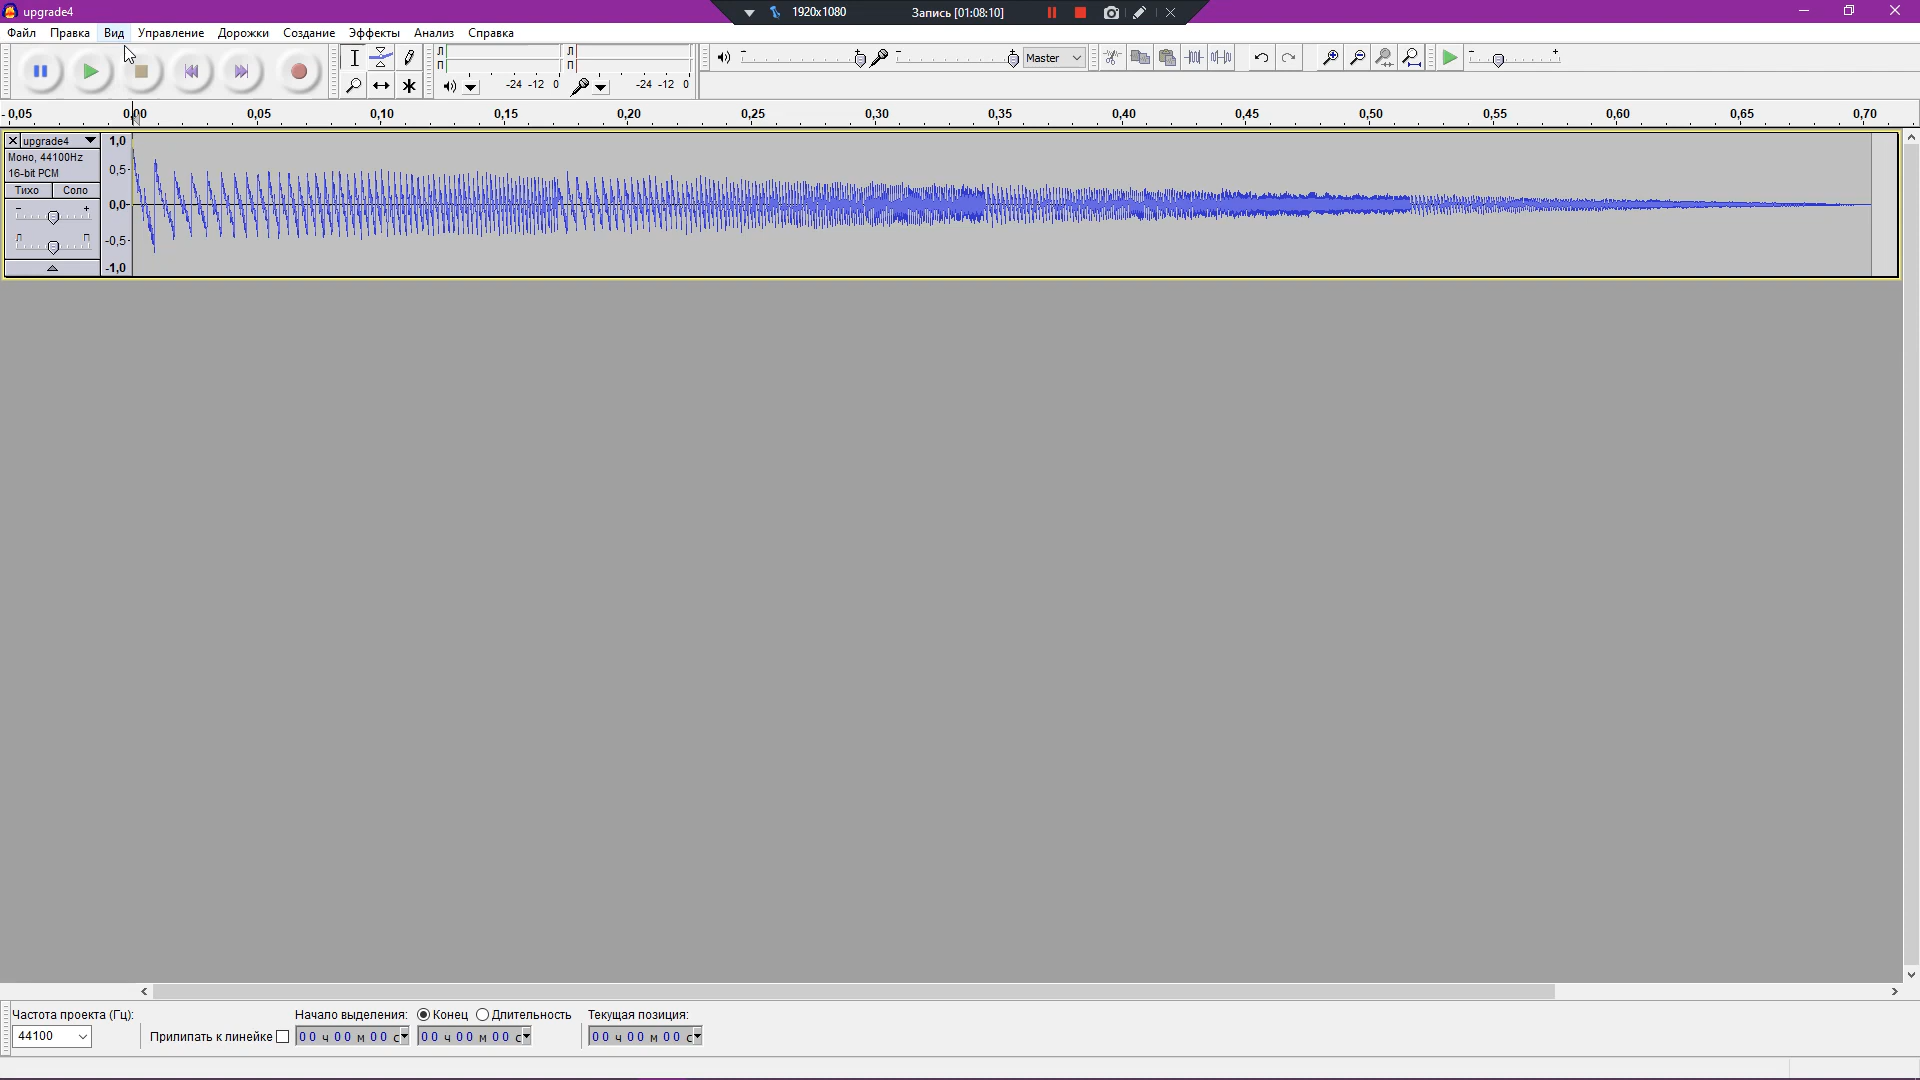 upgrade4
1920x1080
Запись [01:08:10]
Файл Правка Вид Управление Дорожки Создание Эффекты Анализ Справка
Л П -24 -12 0
Л П -24 -12 0
Master
-0,05 0,00 0,05 0,10 0,15 0,20 0,25 0,30 0,35 0,40 0,45 0,50 0,55 0,60 0,65 0,70
upgrade4
Моно, 44100Hz
16-bit PCM
Тихо Соло
- +
Л П
1,0
0,5-
0,0-
-0,5-
-1,0
Частота проекта (Гц):
44100
Прилипать к линейке
Начало выделения: Конец Длительность
00 ч 00 м 00 с 00 ч 00 м 00 с
Текущая позиция:
00 ч 00 м 00 с